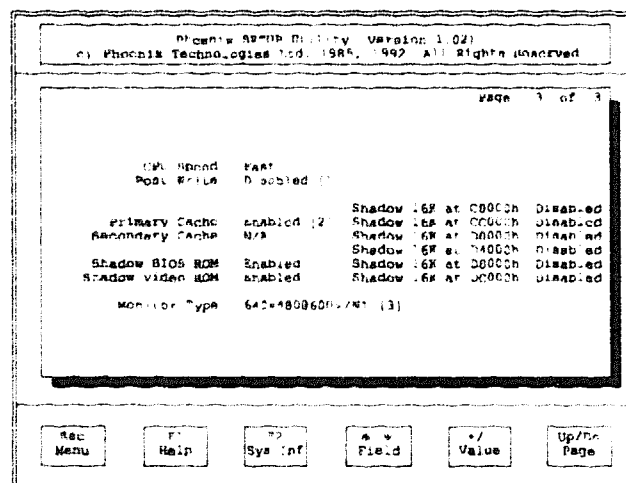 Phoenix SETUP Utility Version 1.02)
c) Phoenix Technologies Ltd. 1985, 1992 All Rights Reserved
Page 3 of 3
CPU Speed Fast
Post Write Disabled
Shadow 16K at C8000h Disabled
Primary Cache Enabled (2) Shadow 16K at CC000h Disabled
Secondary Cache N/A Shadow 16K at D0000h Disabled
Shadow 16K at D4000h Disabled
Shadow BIOS ROM Enabled Shadow 16K at D8000h Disabled
Shadow video ROM Enabled Shadow 16K at DC000h Disabled
Monitor Type (3)
Esc F1 F2
Menu Help Sys Inf Field Value Page